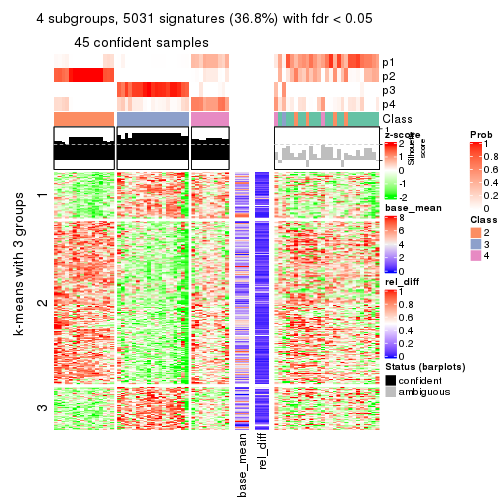 4 subgroups, 5031 signatures (36.8%) with fdr < 0.05
45 confident samples
p1
p2
p3
p4
Class
1
Silhouette
score
k-means with 3 groups
1
2
3
base_mean
rel_diff
z-score
2
1
0
-1
-2
base_mean
8
6
4
2
0
rel_diff
1
0.8
0.6
0.4
0.2
0
Status (barplots)
confident
ambiguous
Prob
1
0.8
0.6
0.4
0.2
0
Class
2
3
4